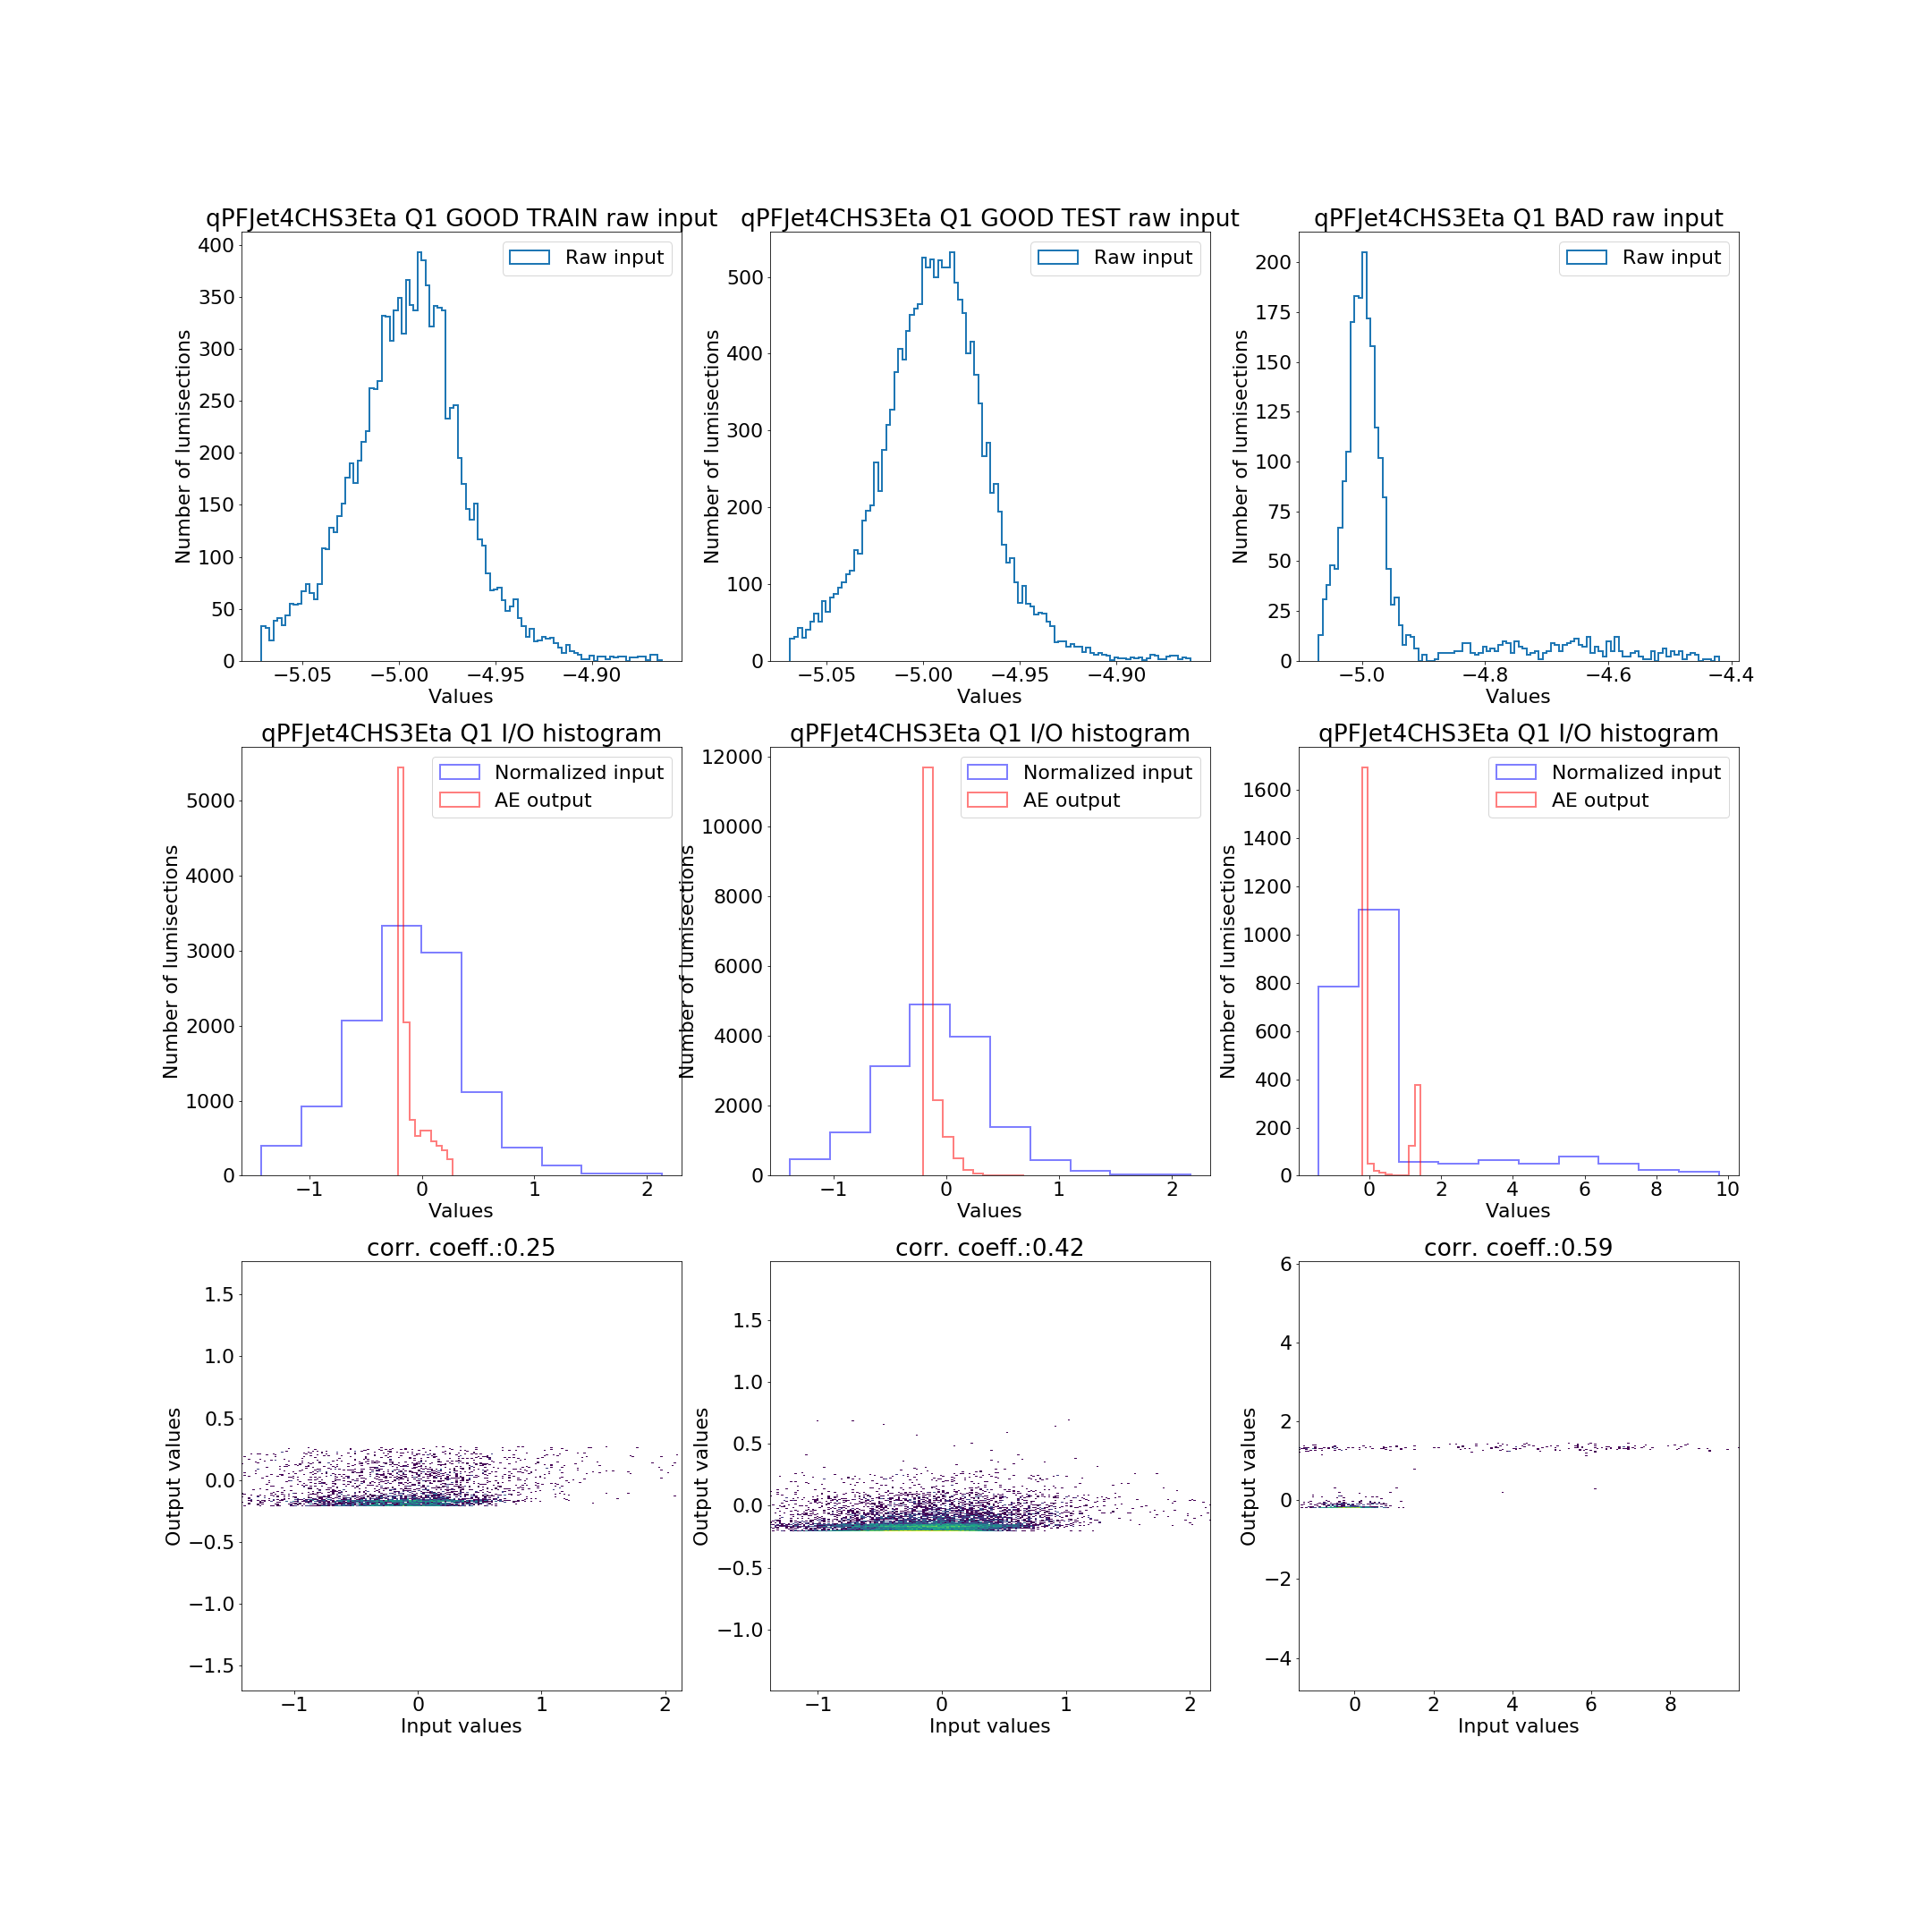 qPFJet4CHS3Eta Q1 GOOD TRAIN raw input
Raw input
400
350
300
250
200
150
100
50
0
Number of lumisections
−5.05 −5.00 −4.95 −4.90
Values
qPFJet4CHS3Eta Q1 GOOD TEST raw input
Raw input
500
400
300
200
100
0
Number of lumisections
−5.05 −5.00 −4.95 −4.90
Values
qPFJet4CHS3Eta Q1 BAD raw input
Raw input
200
175
150
125
100
75
50
25
0
Number of lumisections
−5.0 −4.8 −4.6 −4.4
Values
qPFJet4CHS3Eta Q1 I/O histogram
Normalized input
AE output
5000
4000
3000
2000
1000
0
Number of lumisections
−1 0 1 2
Values
qPFJet4CHS3Eta Q1 I/O histogram
Normalized input
AE output
12000
10000
8000
6000
4000
2000
0
Number of lumisections
−1 0 1 2
Values
qPFJet4CHS3Eta Q1 I/O histogram
Normalized input
AE output
1600
1400
1200
1000
800
600
400
200
0
Number of lumisections
0 2 4 6 8 10
Values
corr. coeff.:0.25
1.5
1.0
0.5
0.0
−0.5
−1.0
−1.5
Output values
−1 0 1 2
Input values
corr. coeff.:0.42
1.5
1.0
0.5
0.0
−0.5
−1.0
Output values
−1 0 1 2
Input values
corr. coeff.:0.59
6
4
2
0
−2
−4
Output values
0 2 4 6 8
Input values